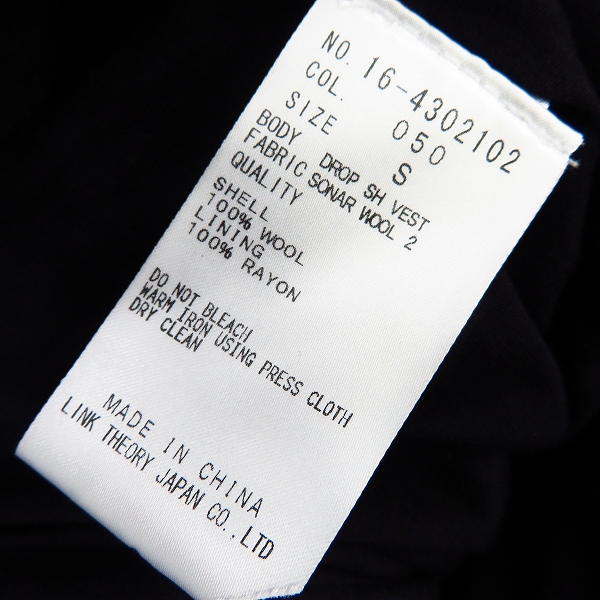 NO. 16-4302102
COL. 050
SIZE S
BODY DROP SH VEST
FABRIC SONAR WOOL 2
QUALITY
SHELL
100% WOOL
LINING
100% RAYON
DO NOT BLEACH
WARM IRON USING PRESS CLOTH
DRY CLEAN
MADE IN CHINA
LINK THEORY JAPAN CO.,LTD